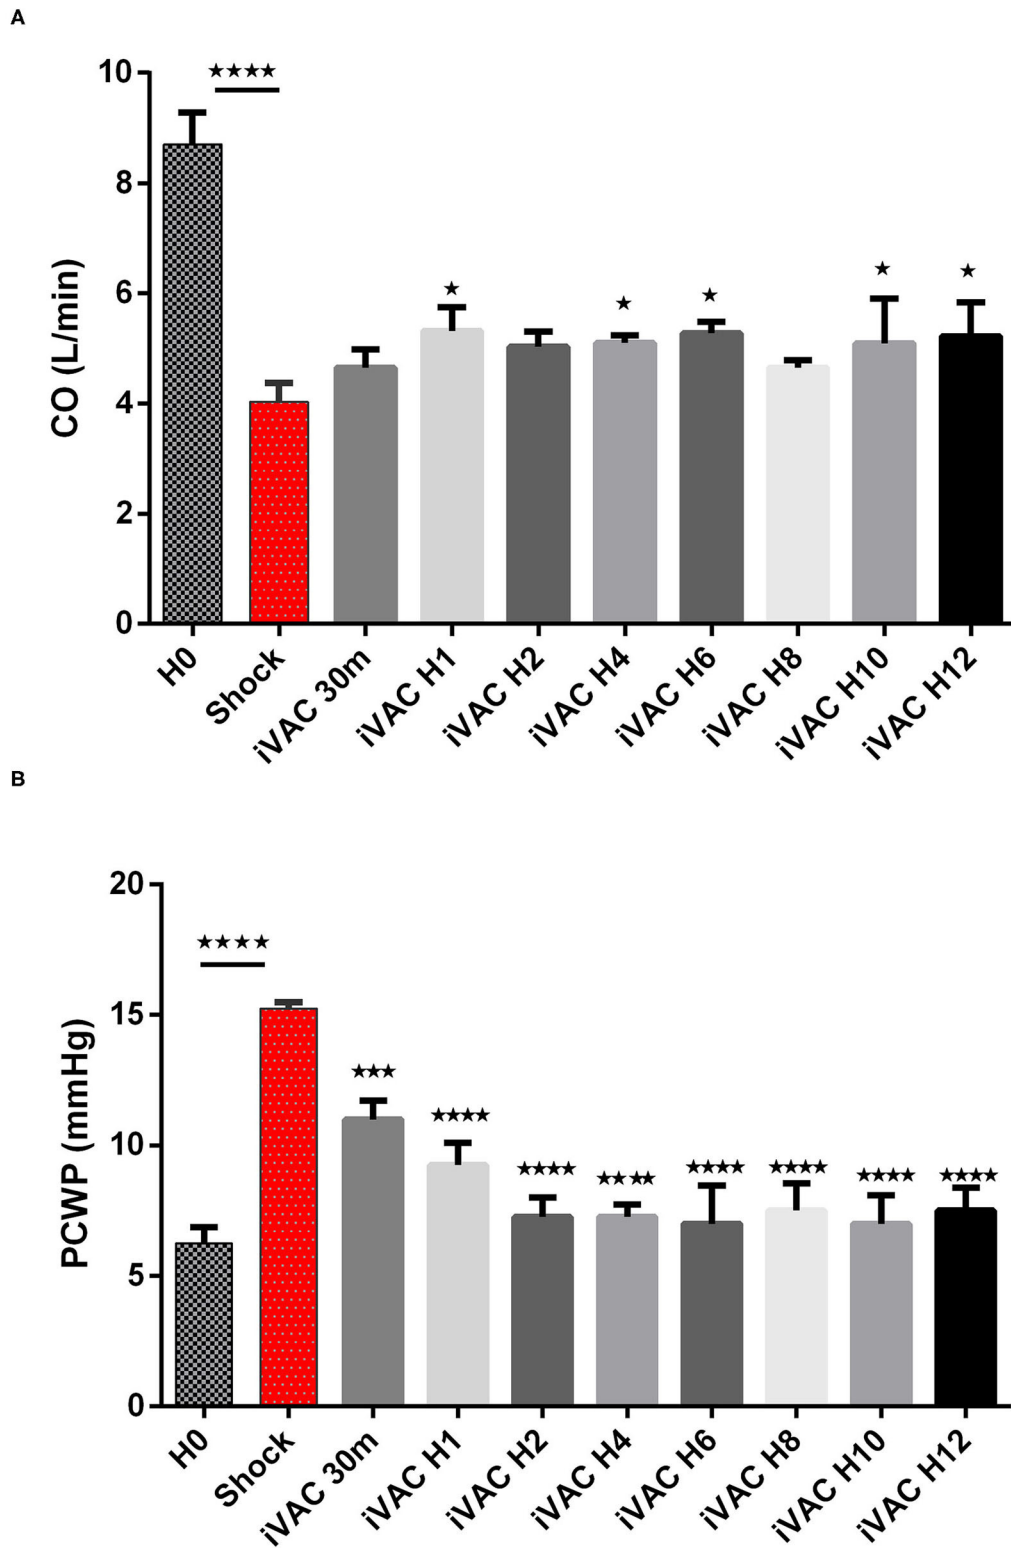 A
★★★★
10
8
6
4
2
0
CO (L/min)
★
★
★
★
★
H0
Shock
iVAC 30m
iVAC H1
iVAC H2
iVAC H4
iVAC H6
iVAC H8
iVAC H10
iVAC H12
B
20
15
10
5
0
PCWP (mmHg)
★★★★
★★★
★★★★
★★★★
★★ ★★
★★★★
★★★★
★★★★
★★★★
H0
Shock
iVAC 30m
iVAC H1
iVAC H2
iVAC H4
iVAC H6
iVAC H8
iVAC H10
iVAC H12